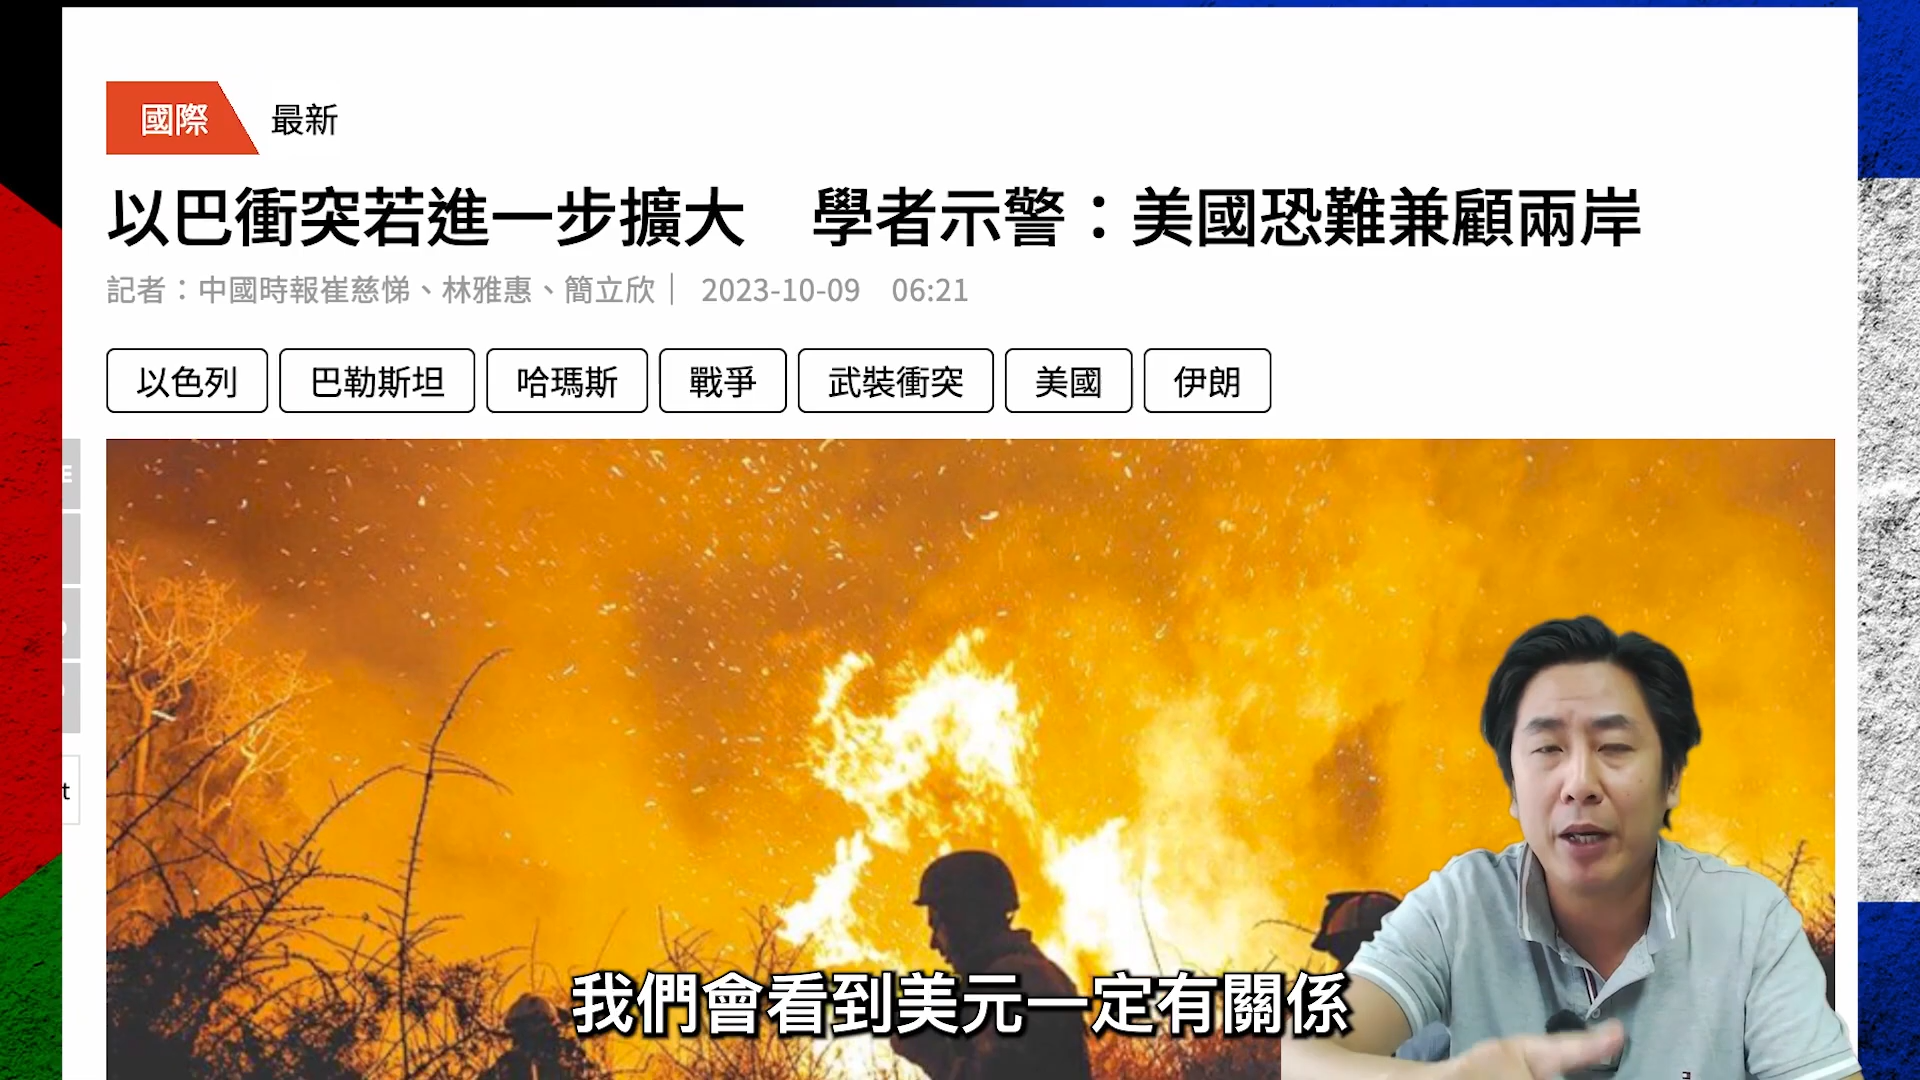 國際 最新
以巴衝突若進一步擴大 學者示警：美國恐難兼顧兩岸
記者：中國時報崔慈悌、林雅惠、簡立欣｜ 2023-10-09 06:21
以色列 巴勒斯坦 哈瑪斯 戰爭 武裝衝突 美國 伊朗
E
t
我們會看到美元一定有關係